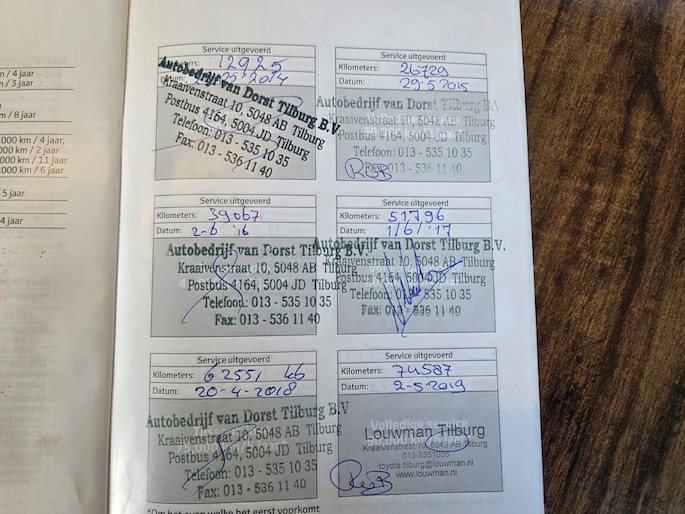 m / 4 jaar
m / 3 jaar
m / 8 jaar
000 km / 4 jaar,
000 km / 2 jaar
000 km / 11 jaar
000 km / 6 jaar
5 jaar
4 jaar
Service uitgevoerd
12925
2014
Autobedrijf van Dorst Tilburg B.V.
Kraaivenstraat 10, 5048 AB Tilburg
Postbus 4164, 5004 JD Tilburg
Telefoon: 013 - 535 10 35
Fax: 013 - 536 11 40
Service uitgevoerd
Kilometers: 26729
Datum: 29-5-2015
Autobedrijf van Dorst Tilburg B.V.
Kraaivenstraat 10, 5048 AB Tilburg
Postbus 4164, 5004 JD Tilburg
Telefoon: 013 - 535 10 35
Fax: 013 - 536 11 40
Service uitgevoerd
Kilometers: 39067
Datum: 2-6 '16
Autobedrijf van Dorst Tilburg B.V.
Kraaivenstraat 10, 5048 AB Tilburg
Postbus 4164, 5004 JD Tilburg
Telefoon: 013 - 535 10 35
Fax: 013 - 536 11 40
Service uitgevoerd
Kilometers: 51796
Datum: 1/6/'17
Autobedrijf van Dorst Tilburg B.V.
Kraaivenstraat 10, 5048 AB Tilburg
Postbus 4164, 5004 JD Tilburg
Telefoon: 013 - 535 10 35
Fax: 013 - 536 11 40
Service uitgevoerd
Kilometers: 62551
Datum: 20-4-2018
Autobedrijf van Dorst Tilburg B.V
Kraaivenstraat 10, 5048 AB Tilburg
Postbus 4164, 5004 JD Tilburg
Telefoon: 013 - 535 10 35
Fax: 013 - 536 11 40
Service uitgevoerd
Kilometers: 74587
Datum: 2-5-2019
Volledige
Louwman Tilburg
Kraaivenstraat 10, 5048 AB Tilburg
013-5351035
toyota.tilburg@louwman.nl
www.louwman.nl
*Om het even welke het eerst voorkomt